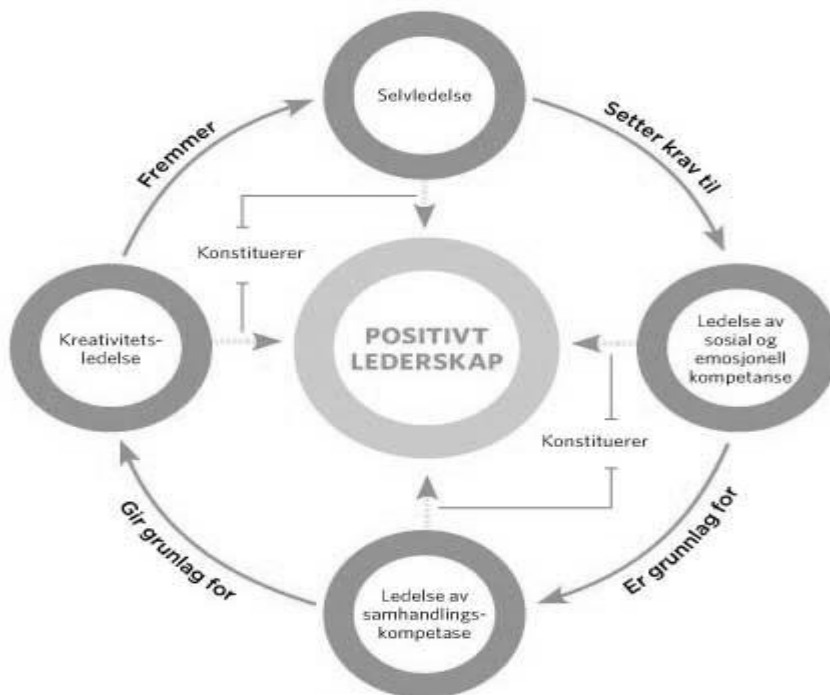 Selvledelse
Fremmer
Setter krav til
Konstituerer
Kreativitets-
ledelse
POSITIVT
LEDERSKAP
Ledelse av
sosial og
emosjonell
kompetanse
Konstituerer
Gir grunlag for
Er grunnlag for
Ledelse av
samhandlings-
kompetase